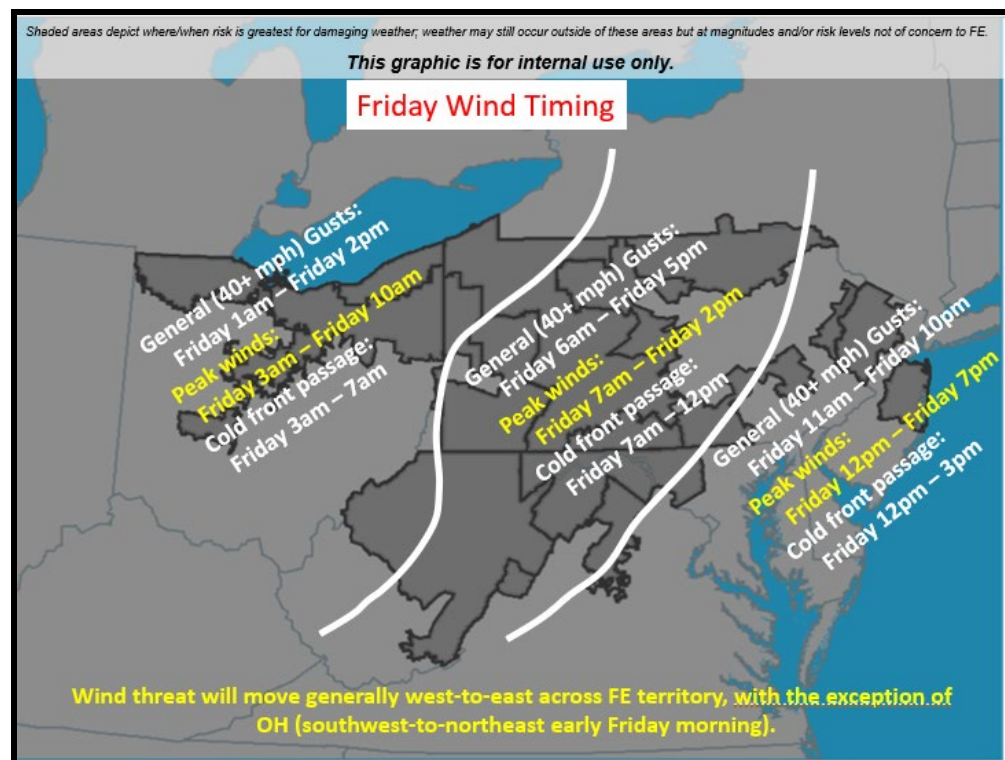 Shaded areas depict where/when risk is greatest for damaging weather; weather may still occur outside of these areas but at magnitudes and/or risk levels not of concern to FE.
This graphic is for internal use only.
Friday Wind Timing
General (40+ mph) Gusts:
Friday 1am – Friday 2pm
Peak winds:
Friday 3am – Friday 10am
Cold front passage:
Friday 3am – 7am
General (40+ mph) Gusts:
Friday 6am – Friday 5pm
Peak winds:
Friday 7am – Friday 2pm
Cold front passage:
Friday 7am – 12pm
General (40+ mph) Gusts:
Friday 11am – Friday 10pm
Peak winds:
Friday 12pm – Friday 7pm
Cold front passage:
Friday 12pm – 3pm
Wind threat will move generally west-to-east across FE territory, with the exception of
OH (southwest-to-northeast early Friday morning).